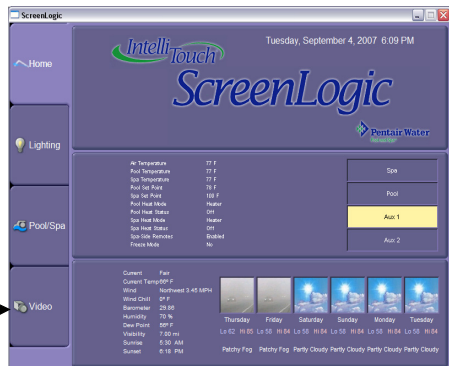 ScreenLogic
Home
Tuesday, September 4, 2007 6:09 PM
IntelliTouch
ScreenLogic
Pentair Water
Lighting
Air Temperature 77 F
Pool Temperature 77 F
Spa Temperature 77 F
Pool Set Point 78 F
Spa Set Point 100 F
Pool Heat Mode Heater
Pool Heat Status Off
Spa Heat Mode Heater
Spa Heat Status Off
Spa-Side Remotes Enabled
Freeze Mode No
Spa
Pool
Aux 1
Aux 2
Pool/Spa
Video
Current Fair
Current Temp 66º F
Wind Northwest 3.45 MPH
Wind Chill 0º F
Barometer 29.86
Humidity 70 %
Dew Point 56º F
Visibility 7.00 mi
Sunrise 5:30 AM
Sunset 6:18 PM
Thursday Friday Saturday Sunday Monday Tuesday
Lo 62 Hi 85 Lo 58 Hi 84 Lo 58 Hi 84 Lo 58 Hi 84 Lo 58 Hi 84 Lo 58 Hi 84
Patchy Fog Patchy Fog Partly Cloudy Partly Cloudy Partly Cloudy Partly Cloudy